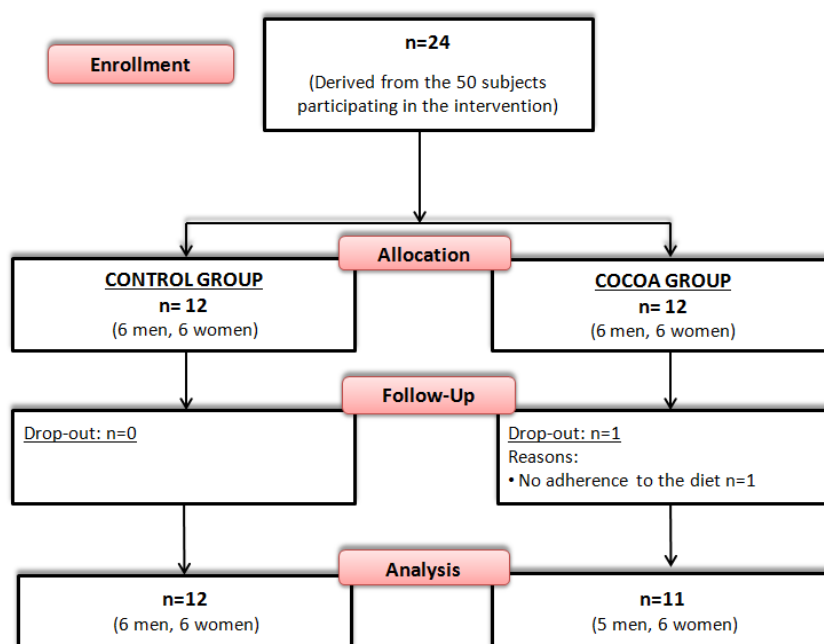 Enrollment
n=24
(Derived from the 50 subjects
participating in the intervention)
Allocation
CONTROL GROUP
n= 12
(6 men, 6 women)
COCOA GROUP
n= 12
(6 men, 6 women)
Follow-Up
Drop-out: n=0
Drop-out: n=1
Reasons:
• No adherence to the diet n=1
Analysis
n=12
(6 men, 6 women)
n=11
(5 men, 6 women)